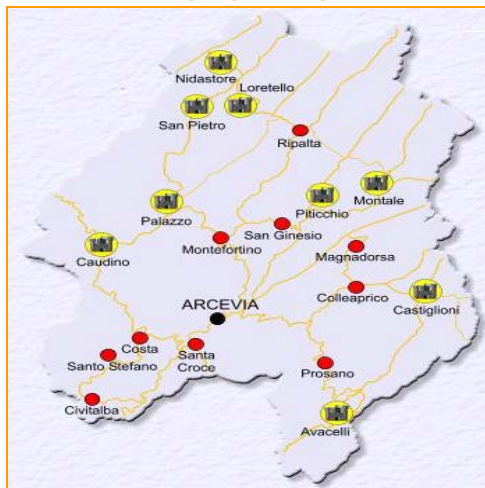 Nidastore
Loretello
San Pietro
Ripalta
Piticchio
Montale
Palazzo
San Ginesio
Montefortino
Magnadorsa
Caudino
Colleaprico
Castiglioni
ARCEVIA
Costa
Santa
Croce
Santo Stefano
Prosano
Civitalba
Avacelli